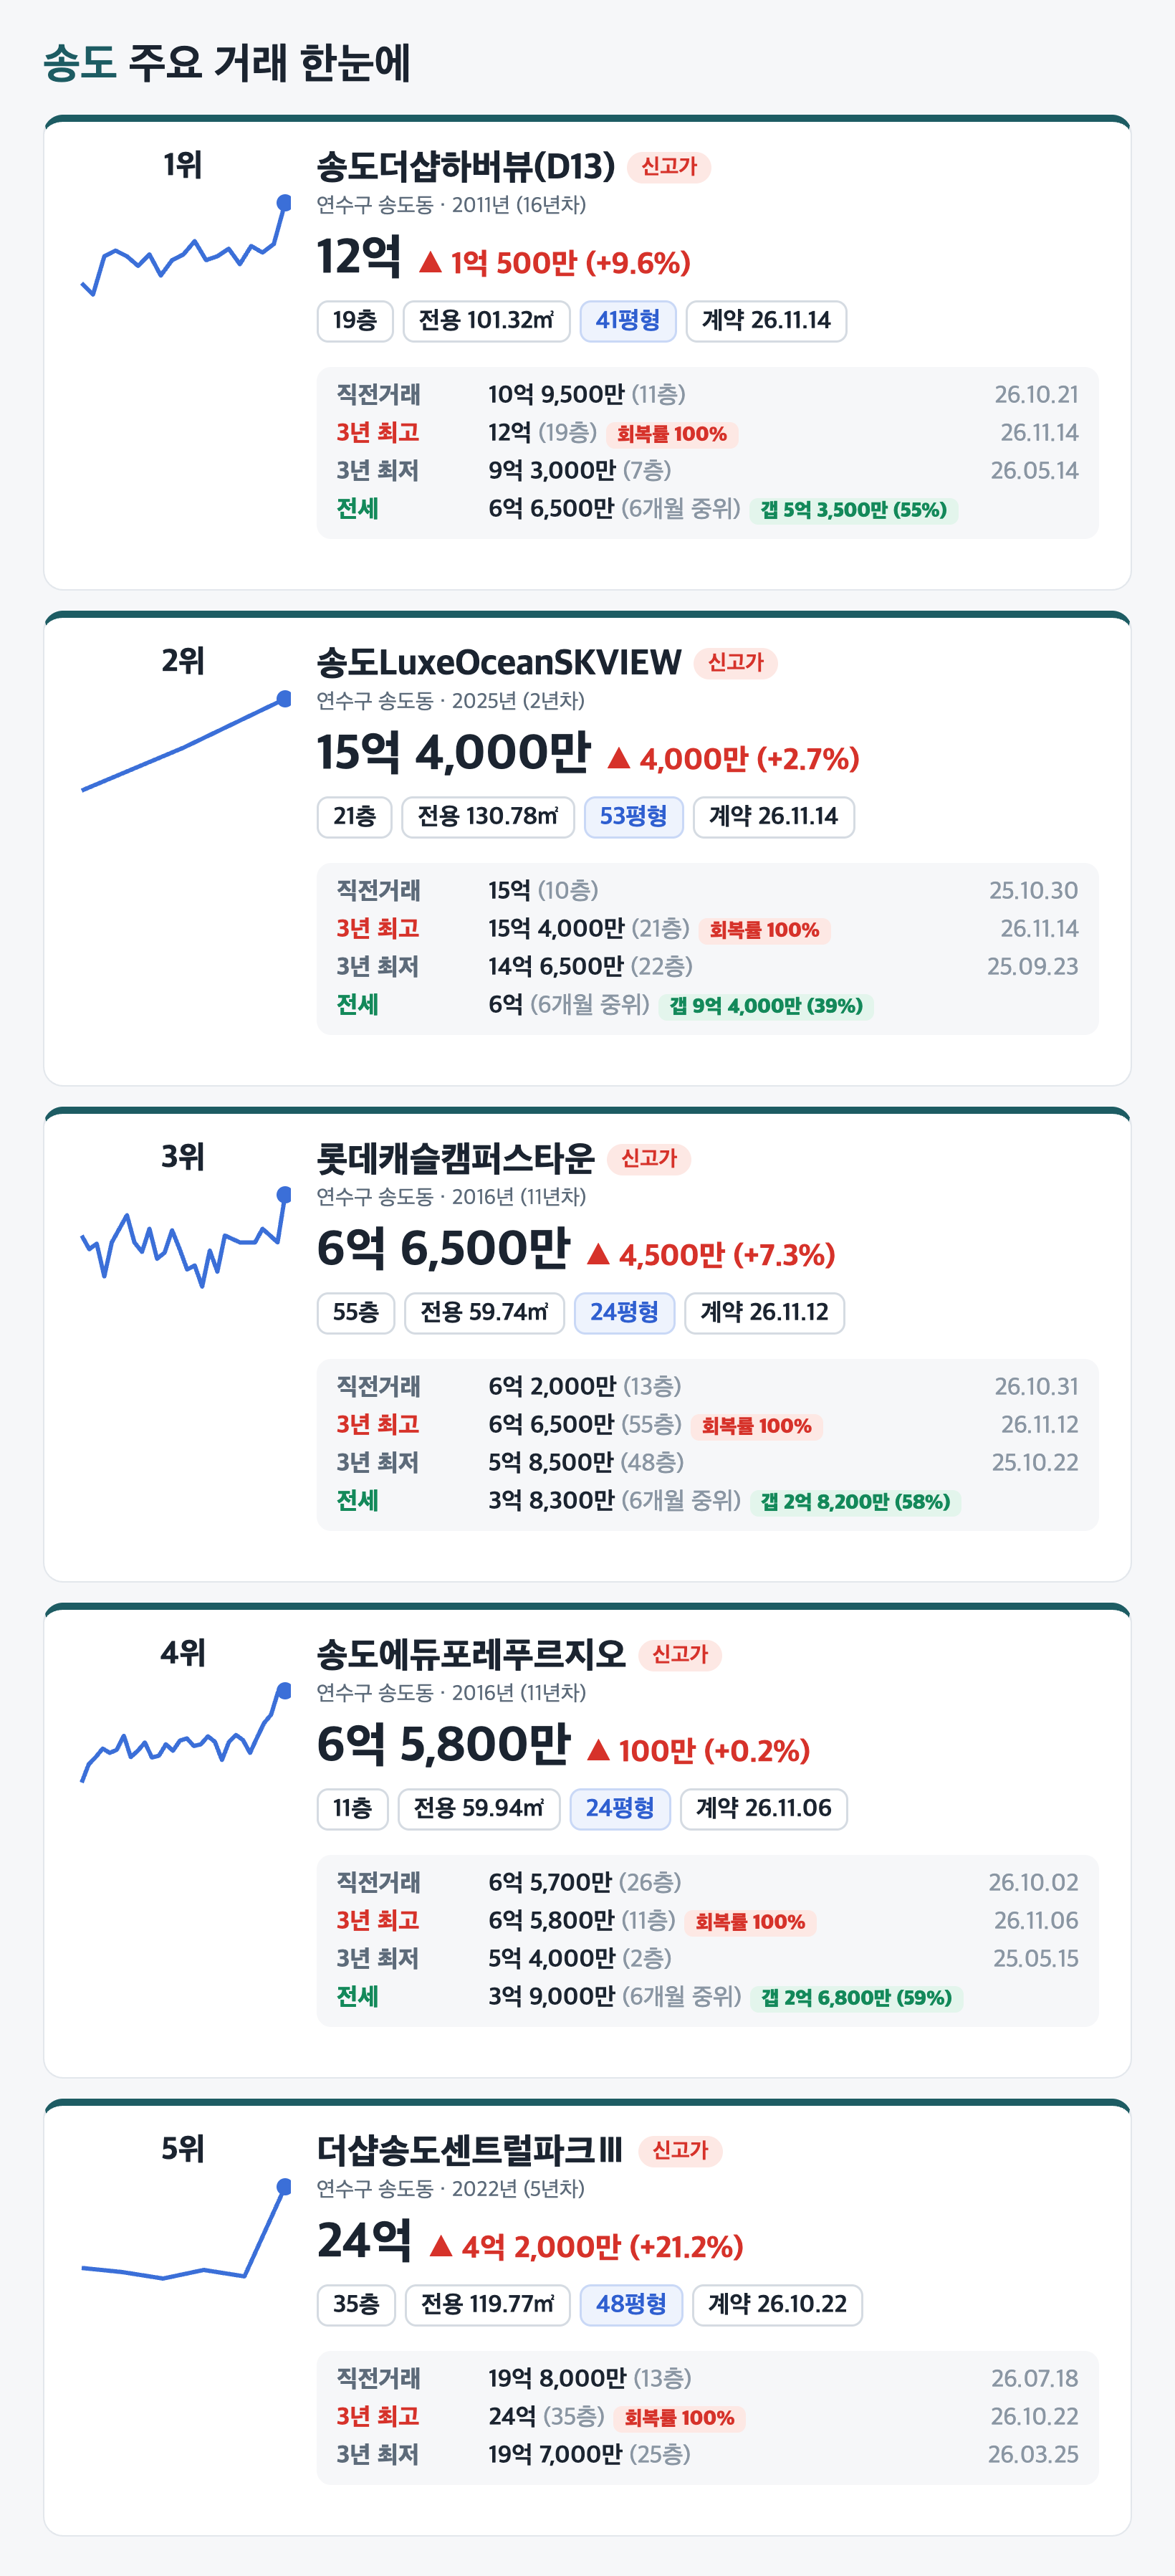 송도 주요 거래 한눈에
1위
송도더샵하버뷰(D13) 신고가
연수구 송도동 · 2011년 (16년차)
12억 ▲ 1억 500만 (+9.6%)
19층 전용 101.32㎡ 41평형 계약 26.11.14
직전거래 10억 9,500만 (11층) 26.10.21
3년 최고 12억 (19층) 회복률 100% 26.11.14
3년 최저 9억 3,000만 (7층) 26.05.14
전세 6억 6,500만 (6개월 중위) 갭 5억 3,500만 (55%)
2위
송도LuxeOceanSKVIEW 신고가
연수구 송도동 · 2025년 (2년차)
15억 4,000만 ▲ 4,000만 (+2.7%)
21층 전용 130.78㎡ 53평형 계약 26.11.14
직전거래 15억 (10층) 25.10.30
3년 최고 15억 4,000만 (21층) 회복률 100% 26.11.14
3년 최저 14억 6,500만 (22층) 25.09.23
전세 6억 (6개월 중위) 갭 9억 4,000만 (39%)
3위
롯데캐슬캠퍼스타운 신고가
연수구 송도동 · 2016년 (11년차)
6억 6,500만 ▲ 4,500만 (+7.3%)
55층 전용 59.74㎡ 24평형 계약 26.11.12
직전거래 6억 2,000만 (13층) 26.10.31
3년 최고 6억 6,500만 (55층) 회복률 100% 26.11.12
3년 최저 5억 8,500만 (48층) 25.10.22
전세 3억 8,300만 (6개월 중위) 갭 2억 8,200만 (58%)
4위
송도에듀포레푸르지오 신고가
연수구 송도동 · 2016년 (11년차)
6억 5,800만 ▲ 100만 (+0.2%)
11층 전용 59.94㎡ 24평형 계약 26.11.06
직전거래 6억 5,700만 (26층) 26.10.02
3년 최고 6억 5,800만 (11층) 회복률 100% 26.11.06
3년 최저 5억 4,000만 (2층) 25.05.15
전세 3억 9,000만 (6개월 중위) 갭 2억 6,800만 (59%)
5위
더샵송도센트럴파크Ⅲ 신고가
연수구 송도동 · 2022년 (5년차)
24억 ▲ 4억 2,000만 (+21.2%)
35층 전용 119.77㎡ 48평형 계약 26.10.22
직전거래 19억 8,000만 (13층) 26.07.18
3년 최고 24억 (35층) 회복률 100% 26.10.22
3년 최저 19억 7,000만 (25층) 26.03.25